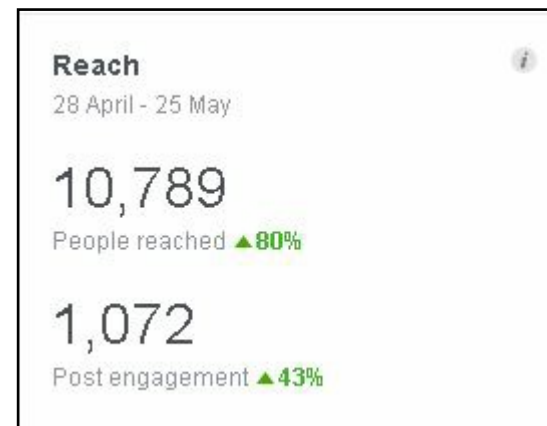 Reach
i
28 April - 25 May
10,789
People reached ▲80%
1,072
Post engagement ▲43%